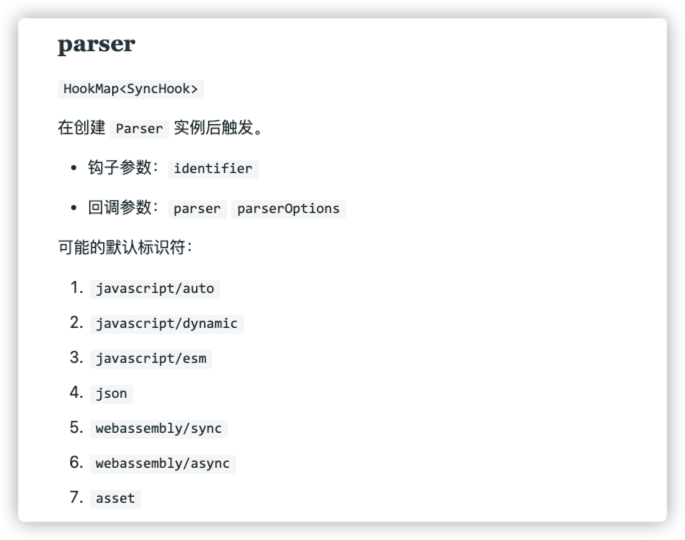 parser
HookMap<SyncHook>
在创建 Parser 实例后触发。
• 钩子参数： identifier
• 回调参数： parser parserOptions
可能的默认标识符：
1. javascript/auto
2. javascript/dynamic
3. javascript/esm
4. json
5. webassembly/sync
6. webassembly/async
7. asset